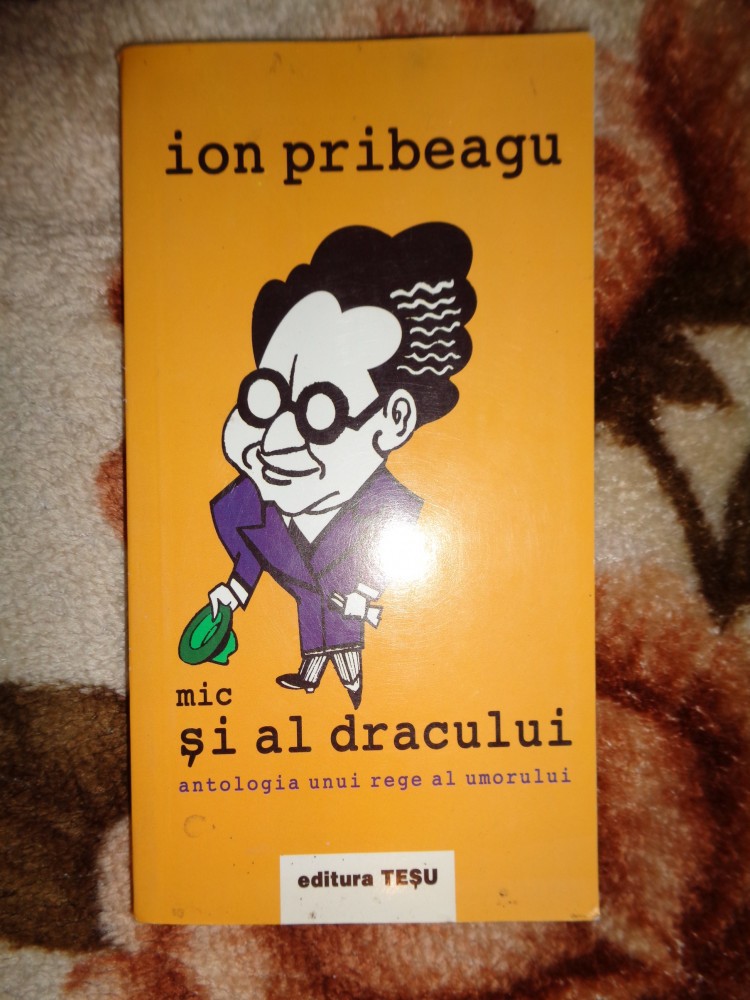 ion pribeagu
mic
și al dracului
antologia unui rege al umorului
editura TEȘU